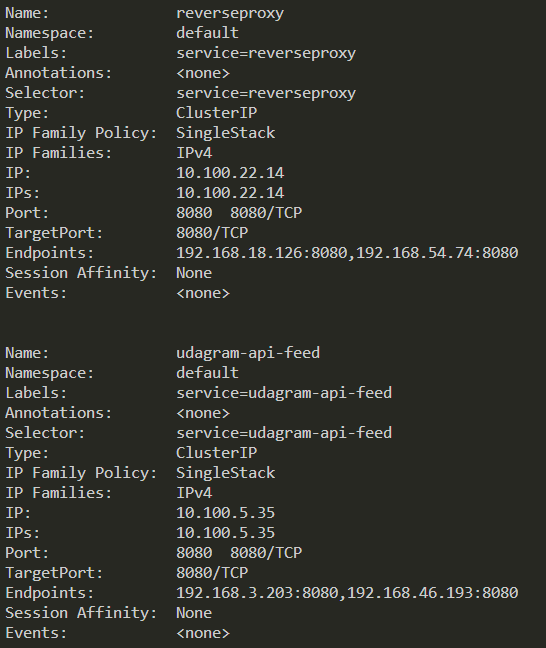 Name:              reverseproxy
Namespace:         default
Labels:            service=reverseproxy
Annotations:       <none>
Selector:          service=reverseproxy
Type:              ClusterIP
IP Family Policy:  SingleStack
IP Families:       IPv4
IP:                10.100.22.14
IPs:               10.100.22.14
Port:              8080  8080/TCP
TargetPort:        8080/TCP
Endpoints:         192.168.18.126:8080,192.168.54.74:8080
Session Affinity:  None
Events:            <none>

Name:              udagram-api-feed
Namespace:         default
Labels:            service=udagram-api-feed
Annotations:       <none>
Selector:          service=udagram-api-feed
Type:              ClusterIP
IP Family Policy:  SingleStack
IP Families:       IPv4
IP:                10.100.5.35
IPs:               10.100.5.35
Port:              8080  8080/TCP
TargetPort:        8080/TCP
Endpoints:         192.168.3.203:8080,192.168.46.193:8080
Session Affinity:  None
Events:            <none>